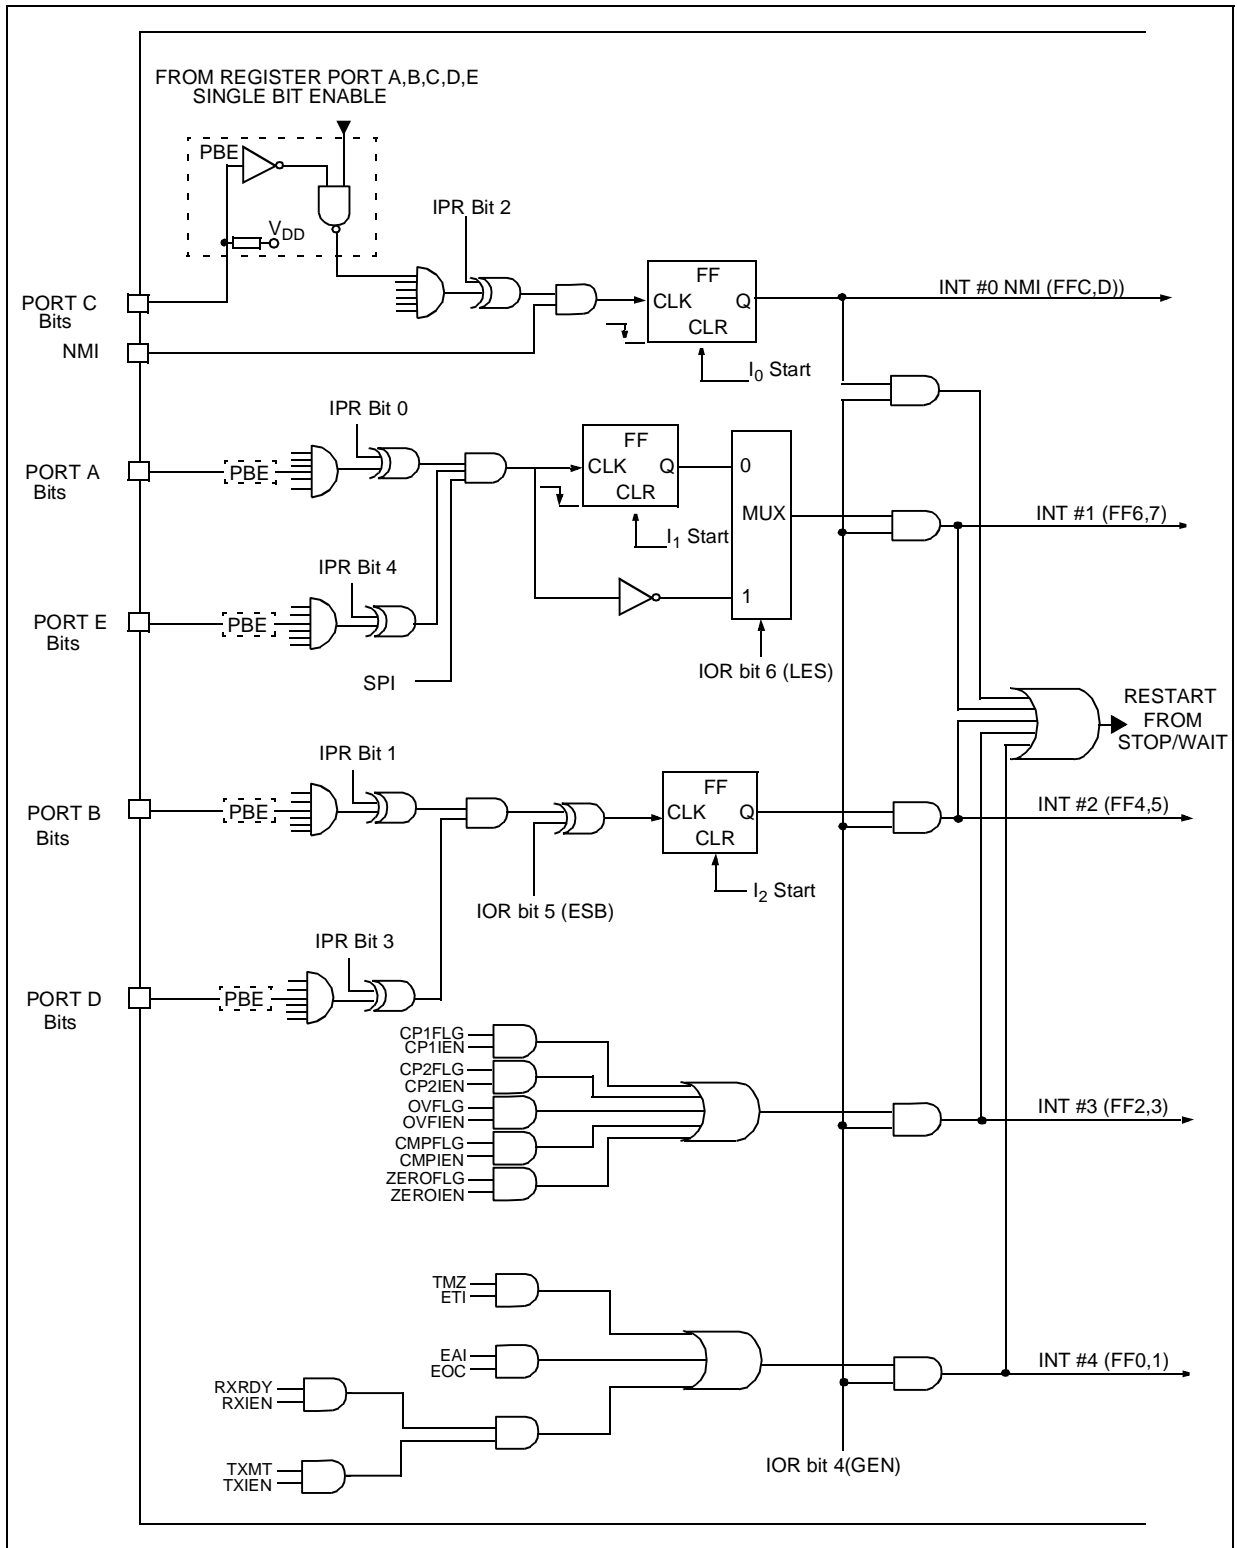 FROM REGISTER PORT A,B,C,D,E
SINGLE BIT ENABLE
PBE
VDD
IPR Bit 2
PORT C
Bits
NMI
FF
CLK
Q
CLR
I0 Start
INT #0 NMI (FFC,D))
IPR Bit 0
PORT A
Bits
PBE
FF
CLK
Q
CLR
I1 Start
0
MUX
1
INT #1 (FF6,7)
IPR Bit 4
PORT E
Bits
PBE
SPI
IOR bit 6 (LES)
RESTART
FROM
STOP/WAIT
IPR Bit 1
PORT B
Bits
PBE
FF
CLK
Q
CLR
I2 Start
IOR bit 5 (ESB)
INT #2 (FF4,5)
IPR Bit 3
PORT D
Bits
PBE
CP1FLG
CP1IEN
CP2FLG
CP2IEN
OVFLG
OVFIEN
CMPFLG
CMPIEN
ZEROFLG
ZEROIEN
INT #3 (FF2,3)
TMZ
ETI
EAI
EOC
RXRDY
RXIEN
TXMT
TXIEN
INT #4 (FF0,1)
IOR bit 4(GEN)